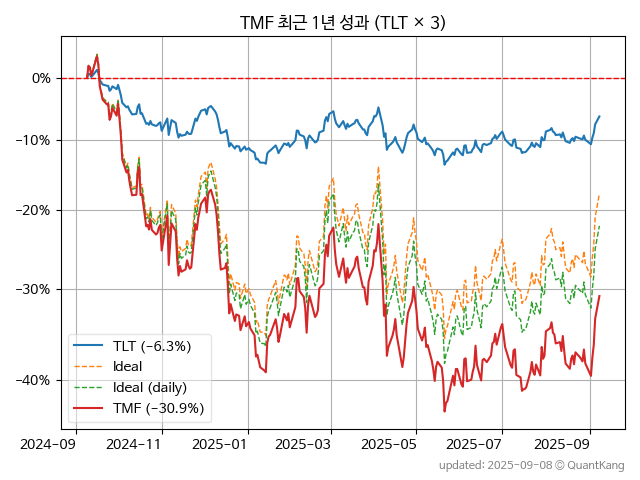 TMF 최근 1년 성과 (TLT × 3)
0%
−10%
−20%
−30%
−40%
TLT (−6.3%)
Ideal
Ideal (daily)
TMF (−30.9%)
2024-09 2024-11 2025-01 2025-03 2025-05 2025-07 2025-09
updated: 2025-09-08 © QuantKang